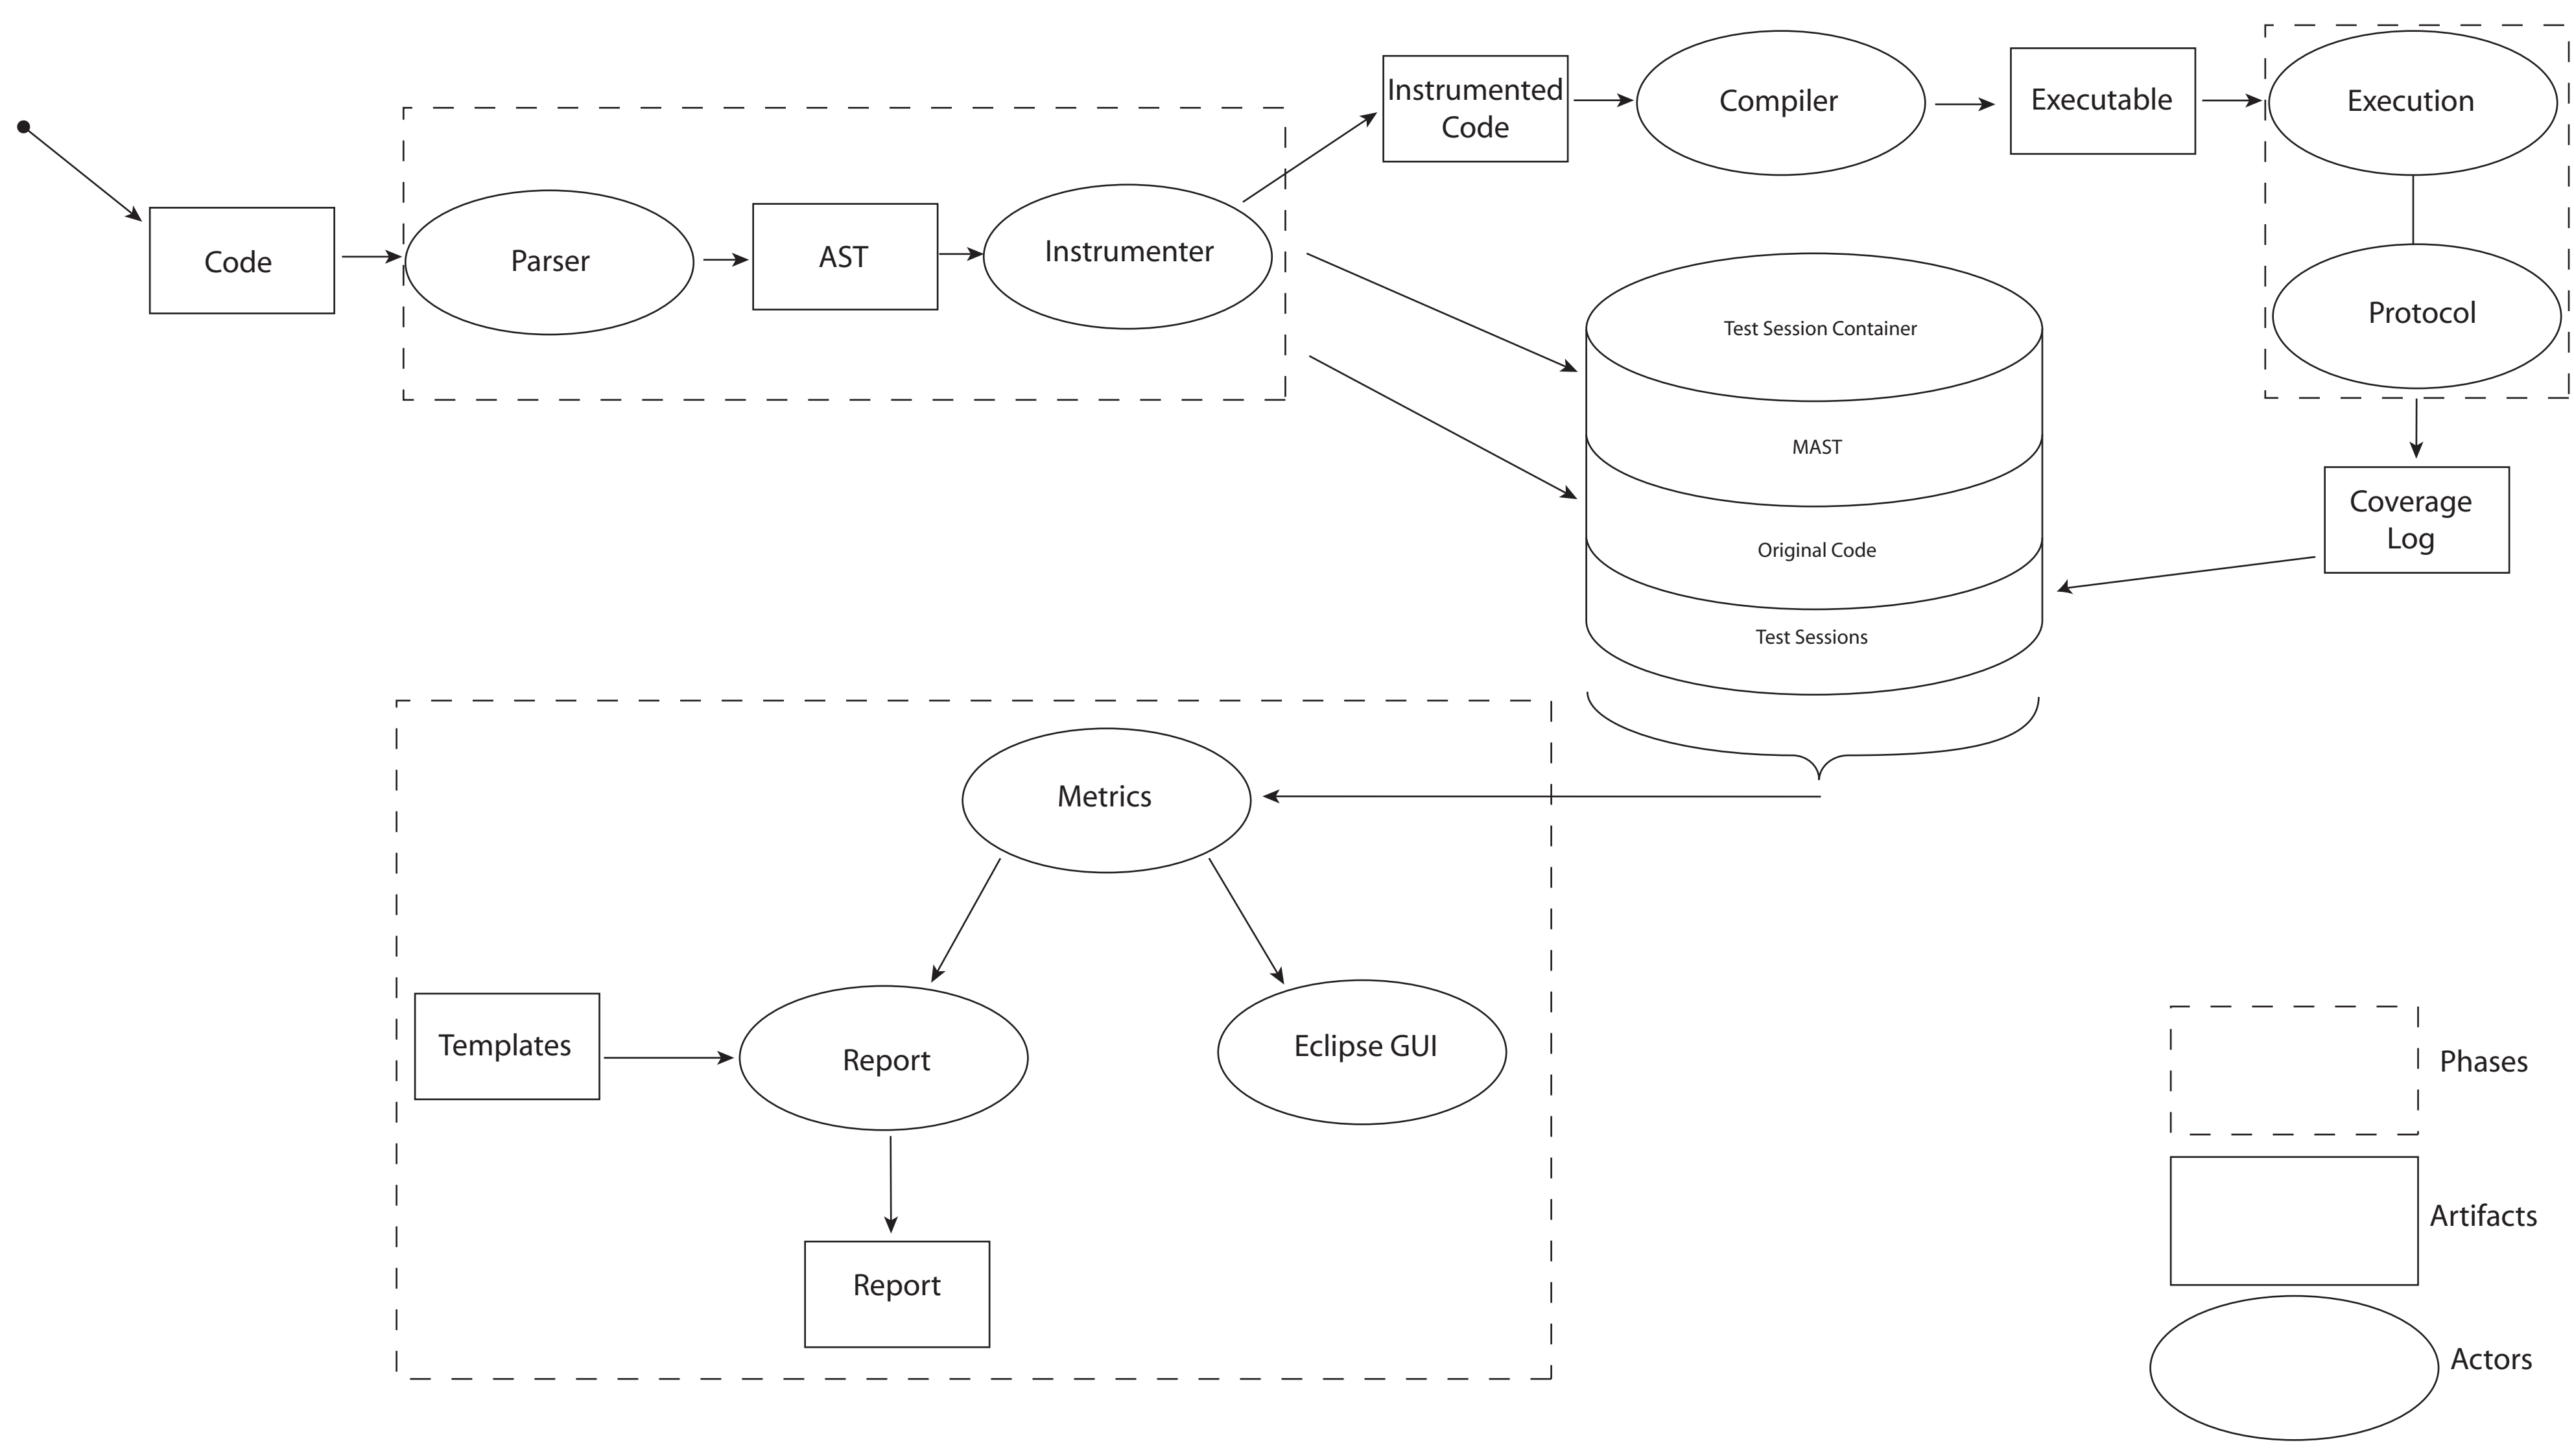 Instrumented
Code
Compiler
Executable
Execution
Code
Parser
AST
Instrumenter
Protocol
Test Session Container
MAST
Original Code
Test Sessions
Coverage
Log
Metrics
Templates
Report
Eclipse GUI
Report
Phases
Artifacts
Actors